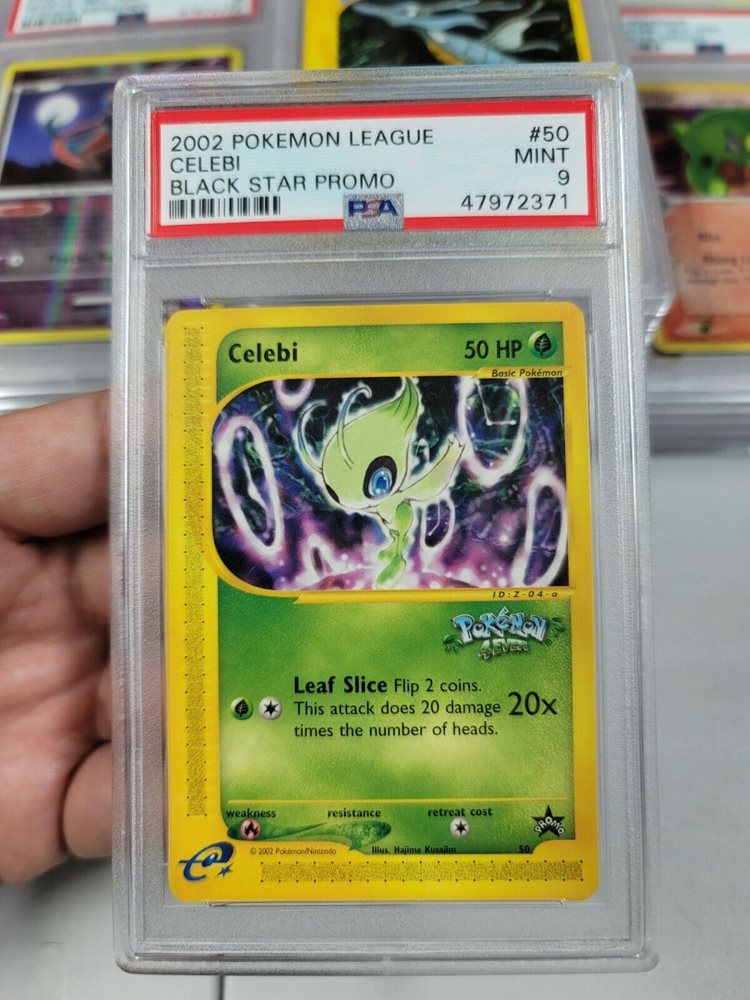 2002 POKEMON LEAGUE #50
CELEBI MINT
BLACK STAR PROMO 9
PSA 47972371
Celebi 50 HP
Basic Pokémon
ID:Z-04-a
POKéMON
4EVER
Leaf Slice Flip 2 coins.
This attack does 20 damage 20x
times the number of heads.
weakness resistance retreat cost
PROMO
© 2002 Pokémon/Nintendo Illus. Hajime Kusajim 50
e